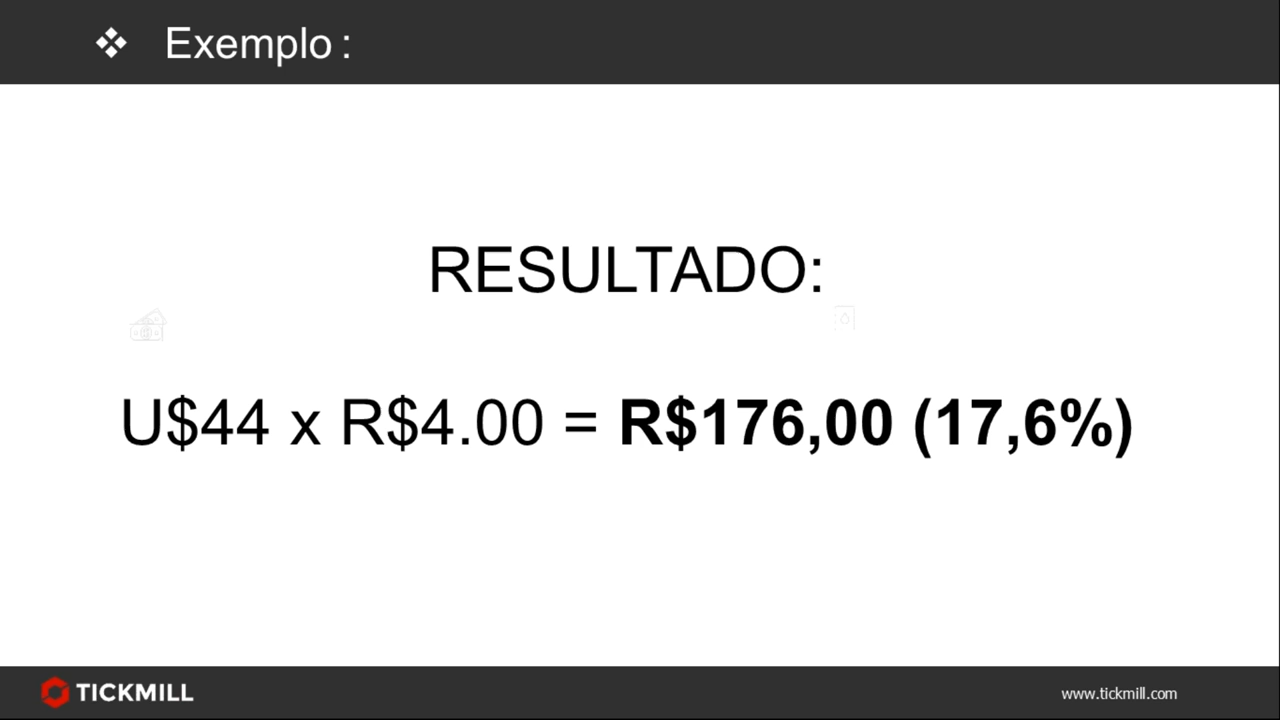 ❖ Exemplo :
RESULTADO:
U$44 x R$4.00 = R$176,00 (17,6%)
TICKMILL
www.tickmill.com